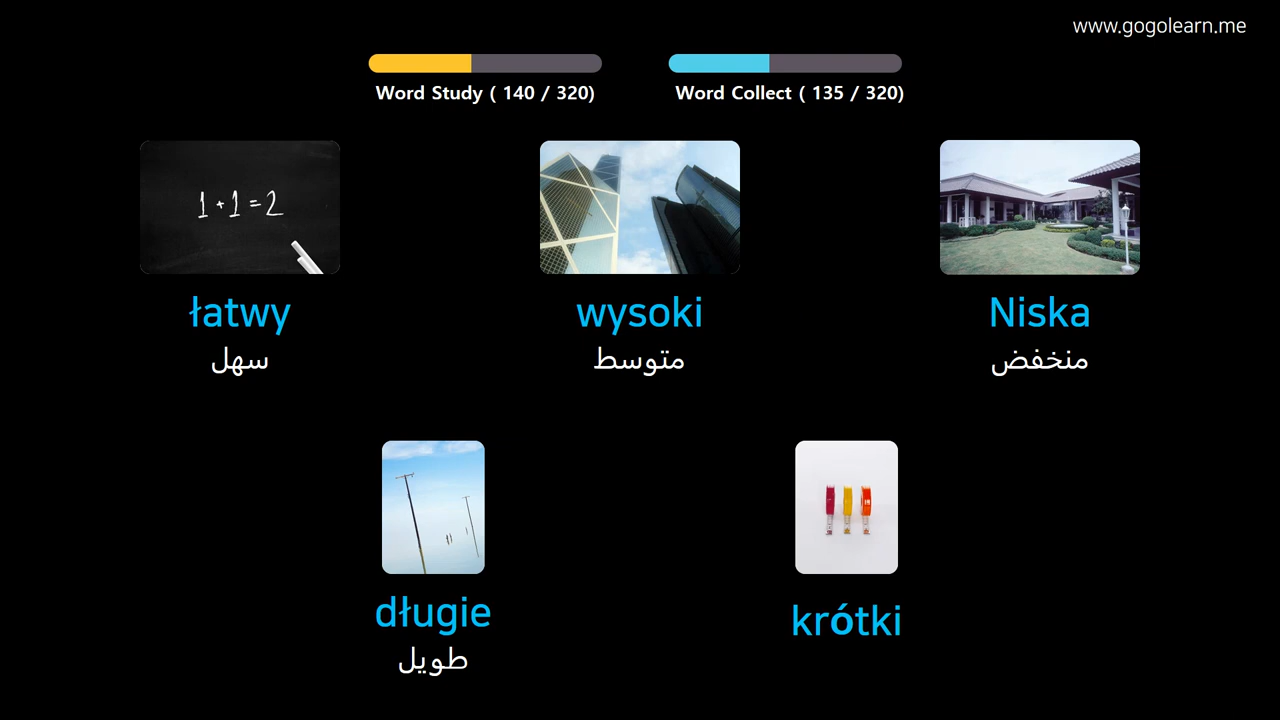 www.gogolearn.me
Word Study ( 140 / 320)
Word Collect ( 135 / 320)
1 + 1 = 2
łatwy
سهل
wysoki
متوسط
Niska
منخفض
długie
طويل
krótki